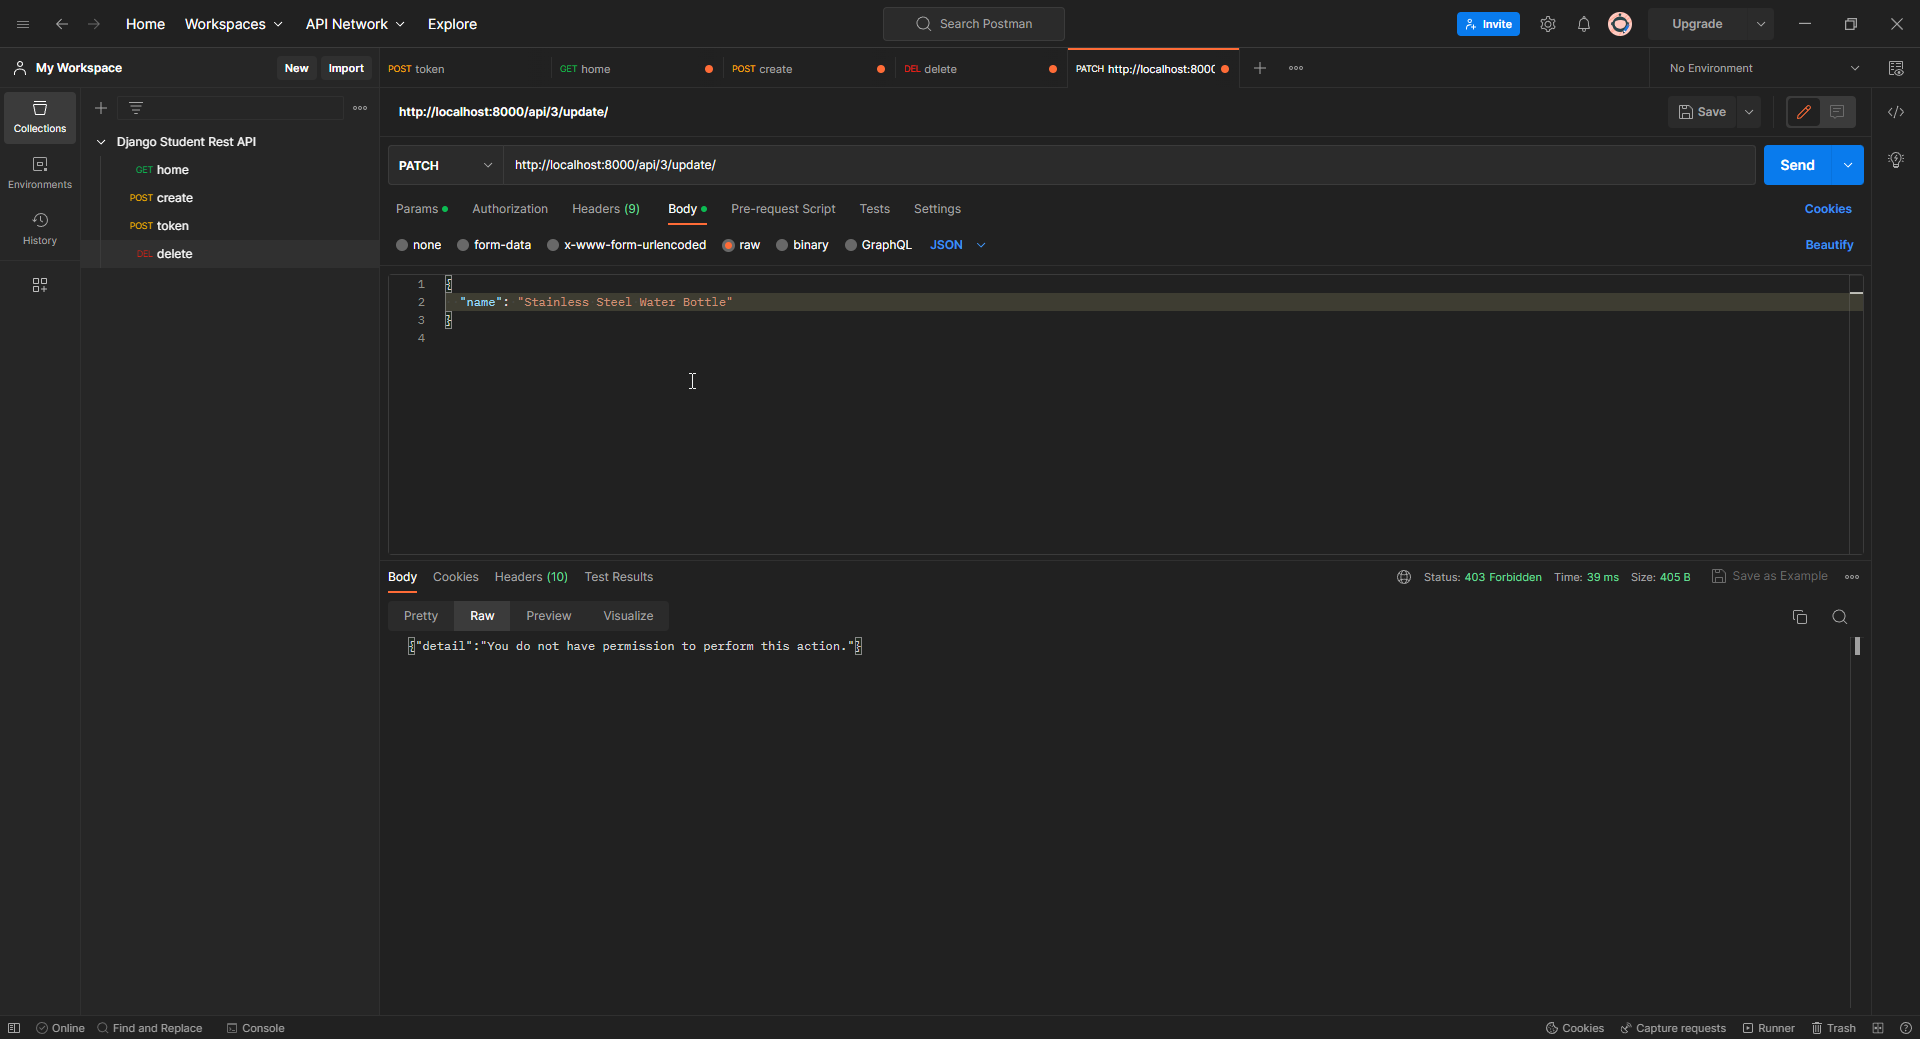 Home Workspaces API Network Explore Search Postman Invite Upgrade
My Workspace New Import POST token GET home POST create DEL delete PATCH http://localhost:800( No Environment
Collections
Environments
History
Django Student Rest API
GET home
POST create
POST token
DEL delete
http://localhost:8000/api/3/update/ Save
PATCH http://localhost:8000/api/3/update/ Send
Params Authorization Headers (9) Body Pre-request Script Tests Settings Cookies
none form-data x-www-form-urlencoded raw binary GraphQL JSON Beautify
1 {
2 "name": "Stainless Steel Water Bottle"
3 }
4
Body Cookies Headers (10) Test Results Status: 403 Forbidden Time: 39 ms Size: 405 B Save as Example
Pretty Raw Preview Visualize
{"detail":"You do not have permission to perform this action."}
Online Find and Replace Console Cookies Capture requests Runner Trash